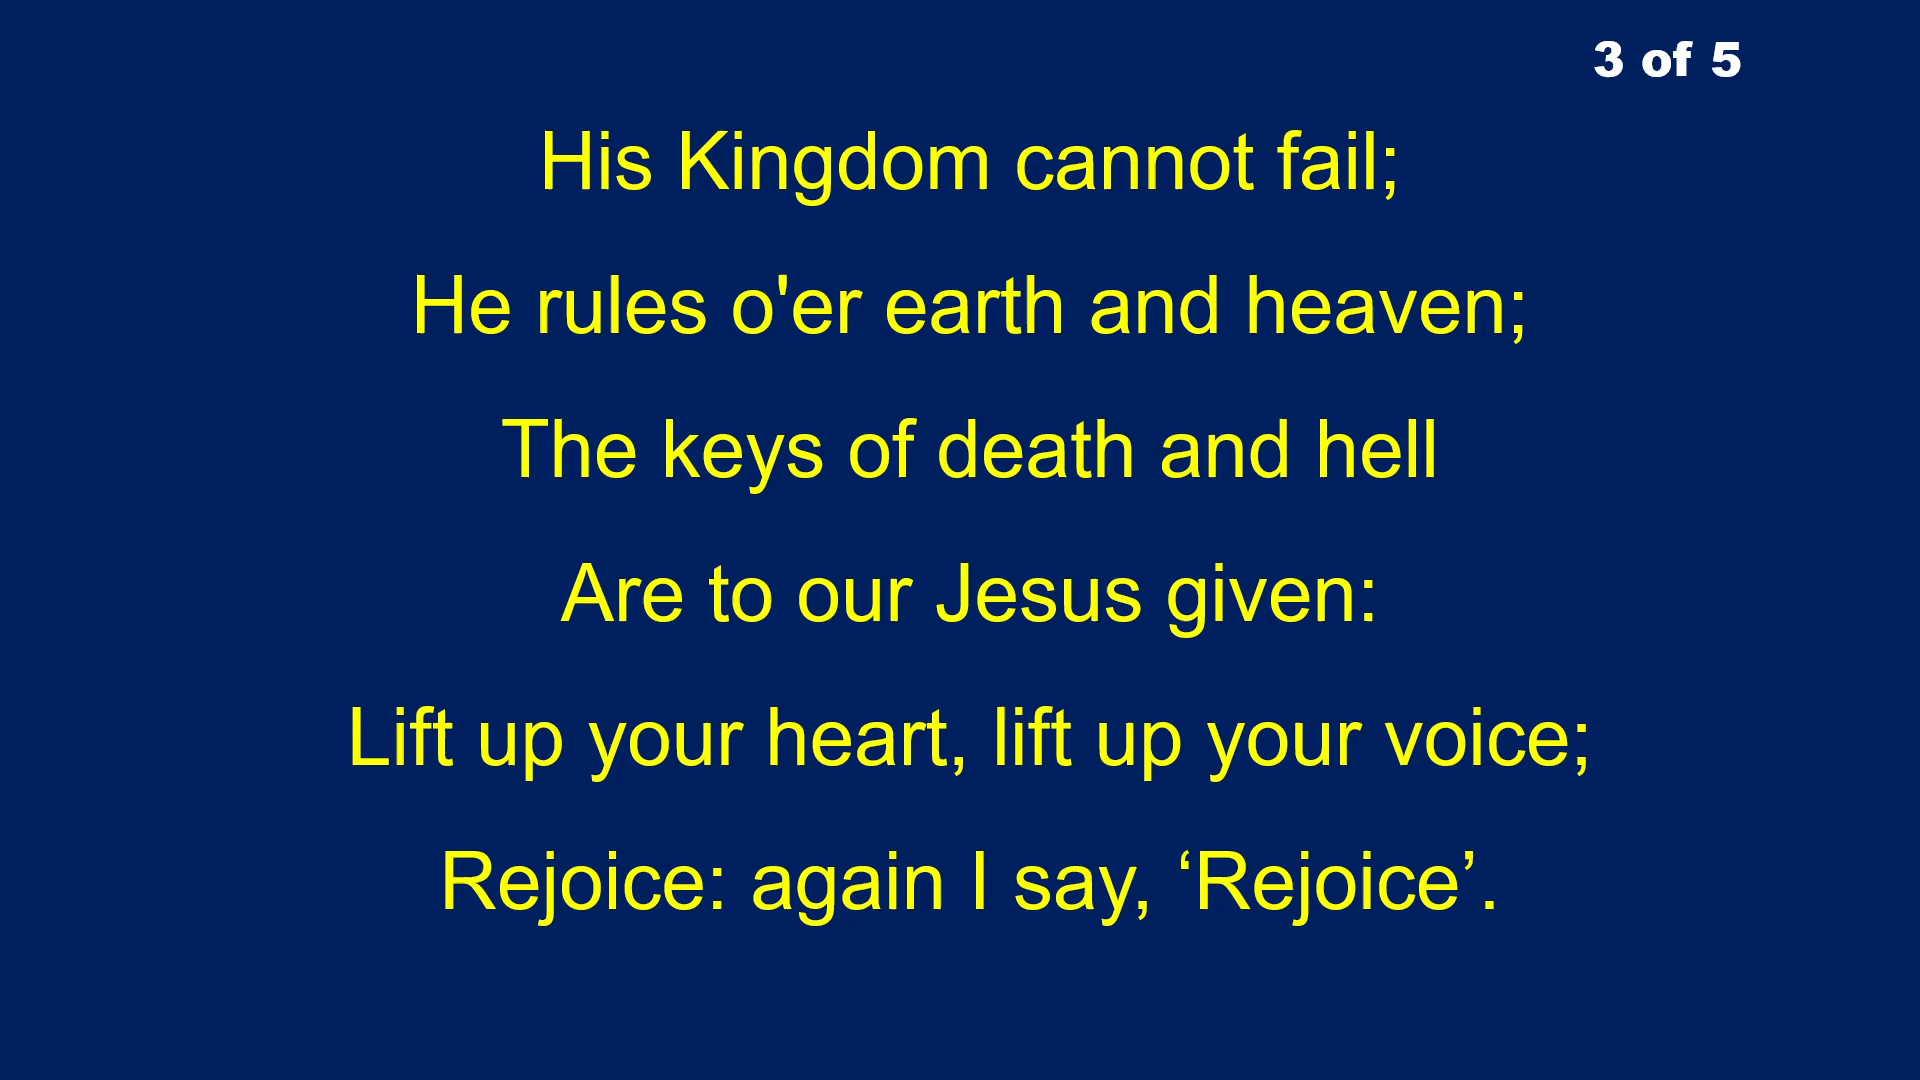 3 of 5
His Kingdom cannot fail;
He rules o'er earth and heaven;
The keys of death and hell
Are to our Jesus given:
Lift up your heart, lift up your voice;
Rejoice: again I say, ‘Rejoice’.